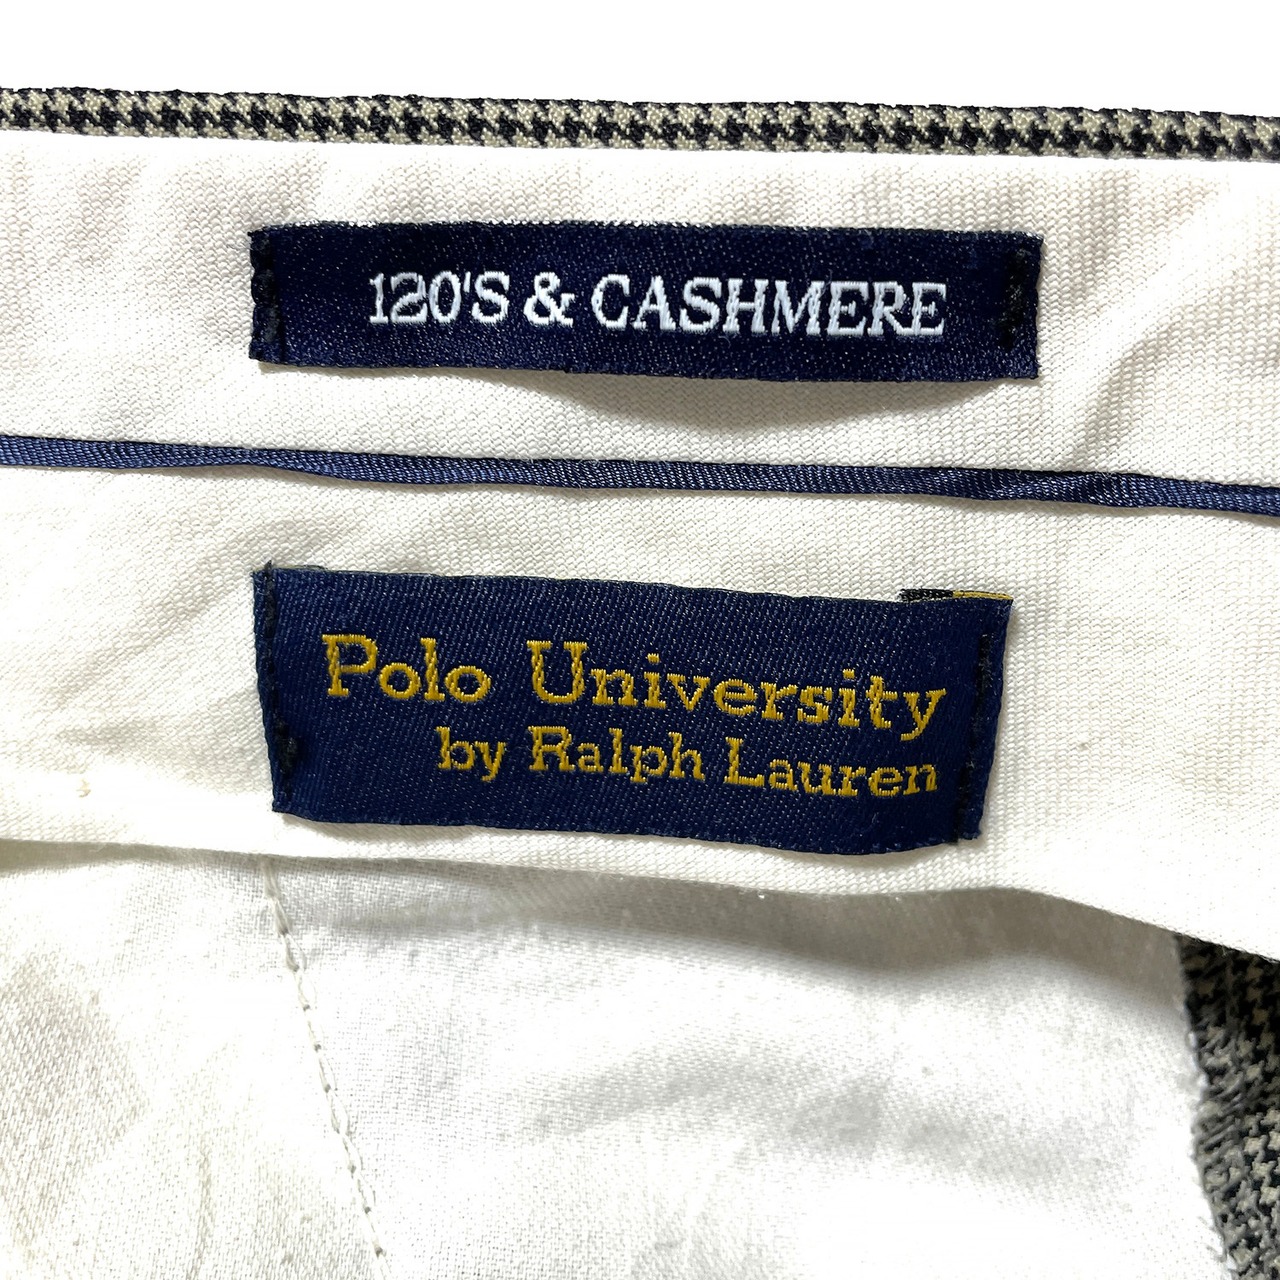 120'S & CASHMERE
Polo University
by Ralph Lauren